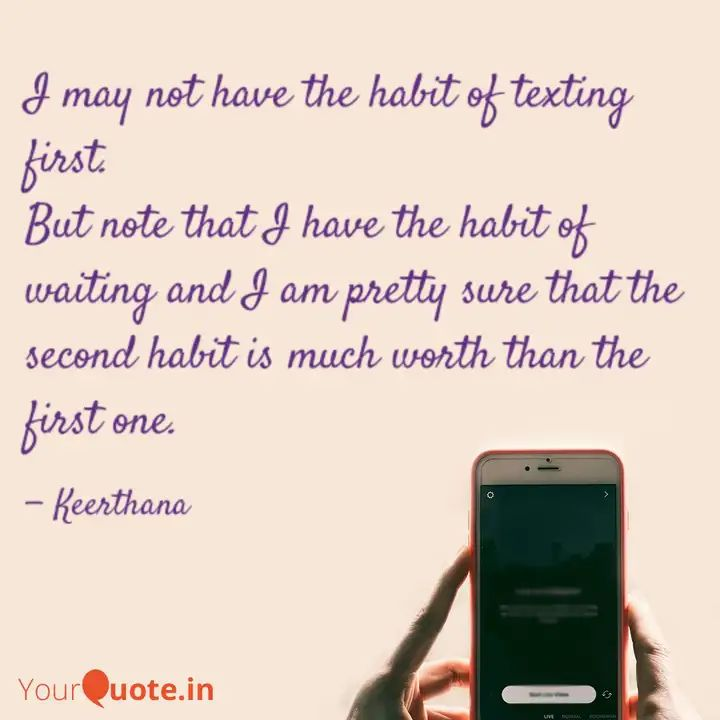 I may not have the habit of texting
first.
But note that I have the habit of
waiting and I am pretty sure that the
second habit is much worth than the
first one.
- Keerthana
YourQuote.in
LIVE